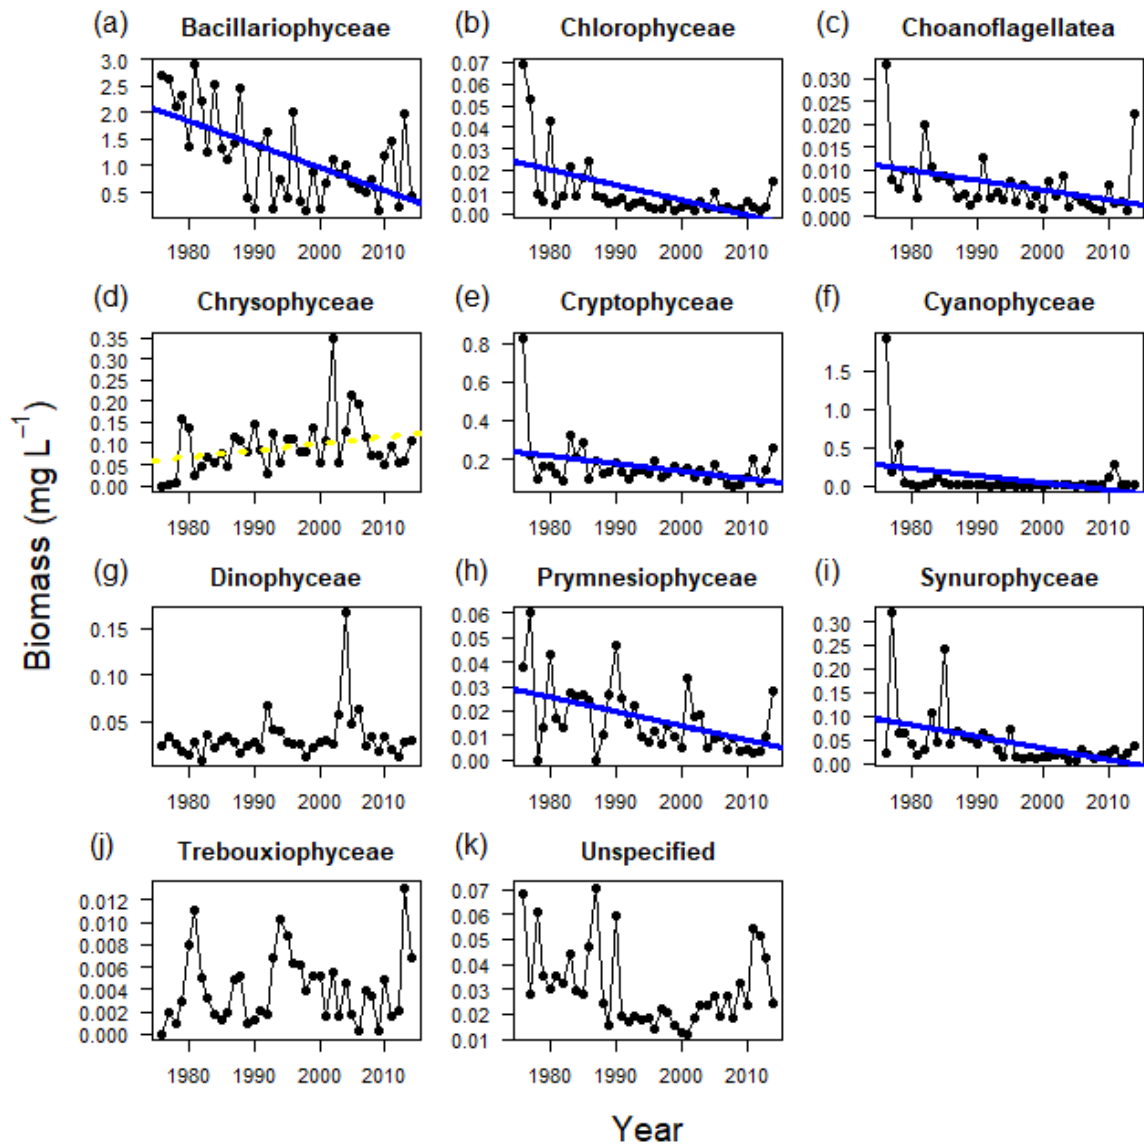 (a) Bacillariophyceae
3.0
2.5
2.0
1.5
1.0
0.5
1980 1990 2000 2010
(b) Chlorophyceae
0.07
0.06
0.05
0.04
0.03
0.02
0.01
0.00
1980 1990 2000 2010
(c) Choanoflagellatea
0.030
0.025
0.020
0.015
0.010
0.005
0.000
1980 1990 2000 2010
(d) Chrysophyceae
0.35
0.30
0.25
0.20
0.15
0.10
0.05
0.00
1980 1990 2000 2010
(e) Cryptophyceae
0.8
0.6
0.4
0.2
1980 1990 2000 2010
(f) Cyanophyceae
1.5
1.0
0.5
0.0
1980 1990 2000 2010
(g) Dinophyceae
0.15
0.10
0.05
1980 1990 2000 2010
(h) Prymnesiophyceae
0.06
0.05
0.04
0.03
0.02
0.01
0.00
1980 1990 2000 2010
(i) Synurophyceae
0.30
0.25
0.20
0.15
0.10
0.05
0.00
1980 1990 2000 2010
(j) Trebouxiophyceae
0.012
0.010
0.008
0.006
0.004
0.002
0.000
1980 1990 2000 2010
(k) Unspecified
0.07
0.06
0.05
0.04
0.03
0.02
0.01
1980 1990 2000 2010
Biomass (mg L⁻¹)
Year